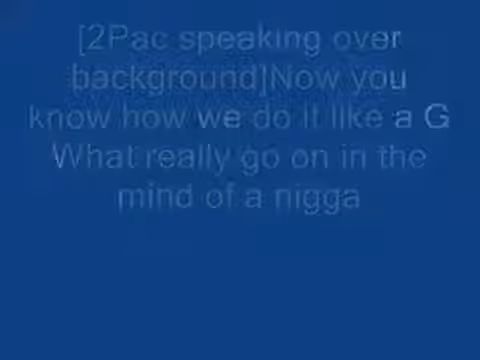 [2Pac speaking over
background]Now you
know how we do it like a G
What really go on in the
mind of a nigga